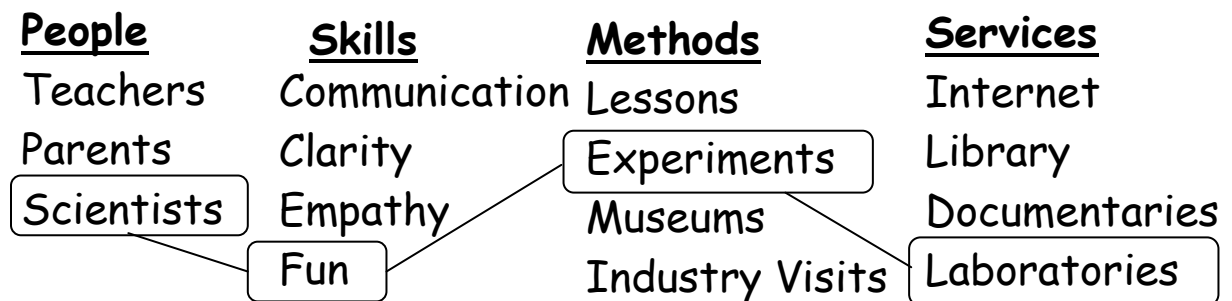 People Skills Methods Services
Teachers Communication Lessons Internet
Parents Clarity Experiments Library
Scientists Empathy Museums Documentaries
Fun Industry Visits Laboratories